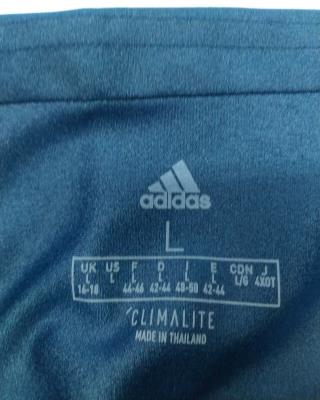 adidas
L
UK US F D I E CDN J
16-18 L 44-46 42-44 48-50 42-44 L/G 4XOT
CLIMALITE
MADE IN THAILAND